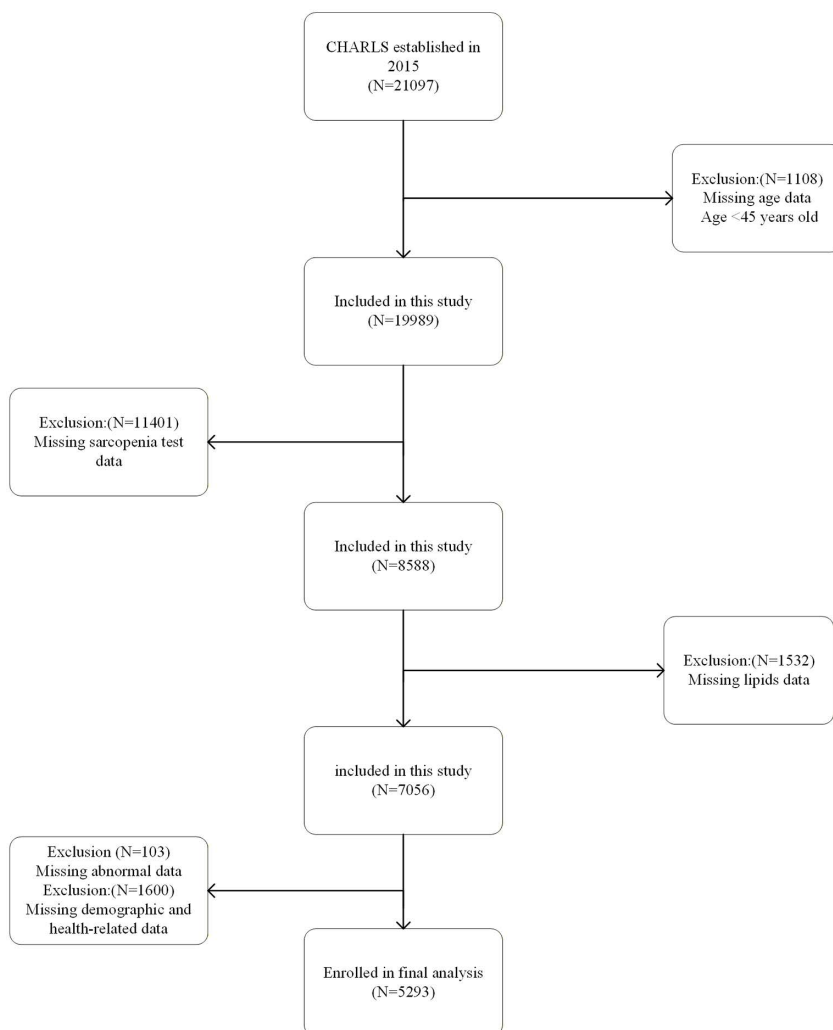 CHARLS established in
2015
(N=21097)
Exclusion:(N=1108)
Missing age data
Age <45 years old
Included in this study
(N=19989)
Exclusion:(N=11401)
Missing sarcopenia test
data
Included in this study
(N=8588)
Exclusion:(N=1532)
Missing lipids data
included in this study
(N=7056)
Exclusion (N=103)
Missing abnormal data
Exclusion:(N=1600)
Missing demographic and
health-related data
Enrolled in final analysis
(N=5293)